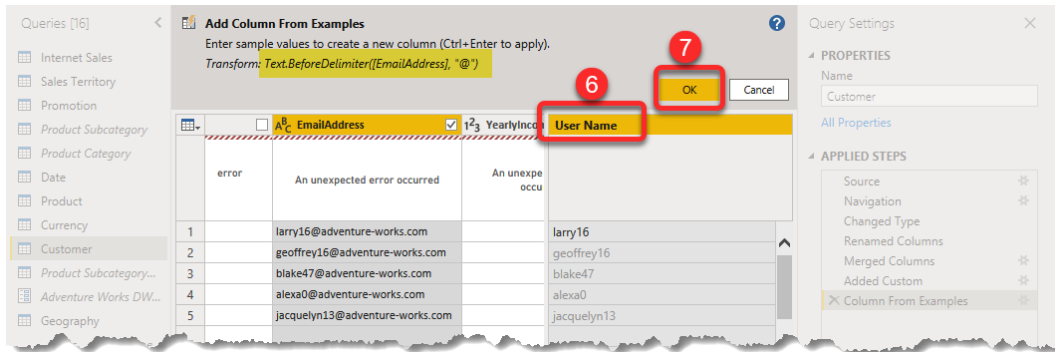 Queries [16]
Internet Sales
Sales Territory
Promotion
Product Subcategory
Product Category
Date
Product
Currency
Customer
Product Subcategory...
Adventure Works DW...
Geography
Add Column From Examples
Enter sample values to create a new column (Ctrl+Enter to apply).
Transform: Text.BeforeDelimiter([EmailAddress], "@")
6
7
OK
Cancel
EmailAddress
YearlyIncon
User Name
error
An unexpected error occurred
An unexpe
occu
1 larry16@adventure-works.com larry16
2 geoffrey16@adventure-works.com geoffrey16
3 blake47@adventure-works.com blake47
4 alexa0@adventure-works.com alexa0
5 jacquelyn13@adventure-works.com jacquelyn13
Query Settings
PROPERTIES
Name
Customer
All Properties
APPLIED STEPS
Source
Navigation
Changed Type
Renamed Columns
Merged Columns
Added Custom
Column From Examples